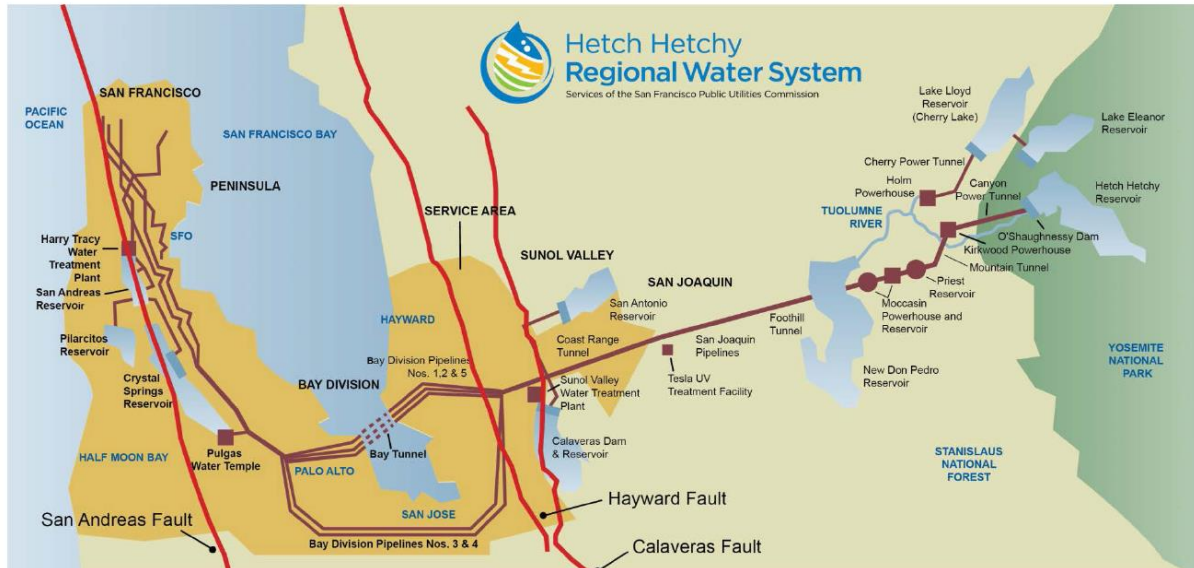 Hetch Hetchy
Regional Water System
Services of the San Francisco Public Utilities Commission
SAN FRANCISCO
PACIFIC
OCEAN
SAN FRANCISCO BAY
PENINSULA
SFO
Harry Tracy
Water
Treatment
Plant
San Andreas
Reservoir
Pilarcitos
Reservoir
Crystal
Springs
Reservoir
HALF MOON BAY
Pulgas
Water Temple
San Andreas Fault
SERVICE AREA
HAYWARD
Bay Division Pipelines
Nos. 1,2 & 5
BAY DIVISION
Bay Tunnel
PALO ALTO
SAN JOSE
Bay Division Pipelines Nos. 3 & 4
SUNOL VALLEY
San Antonio
Reservoir
Coast Range
Tunnel
Sunol Valley
Water Treatment
Plant
Calaveras Dam
& Reservoir
Hayward Fault
Calaveras Fault
SAN JOAQUIN
San Joaquin
Pipelines
Tesla UV
Treatment Facility
Foothill
Tunnel
New Don Pedro
Reservoir
Moccasin
Powerhouse and
Reservoir
Priest
Reservoir
Mountain Tunnel
Kirkwood Powerhouse
O'Shaughnessy Dam
TUOLUMNE
RIVER
Holm
Powerhouse
Cherry Power Tunnel
Canyon
Power Tunnel
Lake Lloyd
Reservoir
(Cherry Lake)
Lake Eleanor
Reservoir
Hetch Hetchy
Reservoir
YOSEMITE
NATIONAL
PARK
STANISLAUS
NATIONAL
FOREST